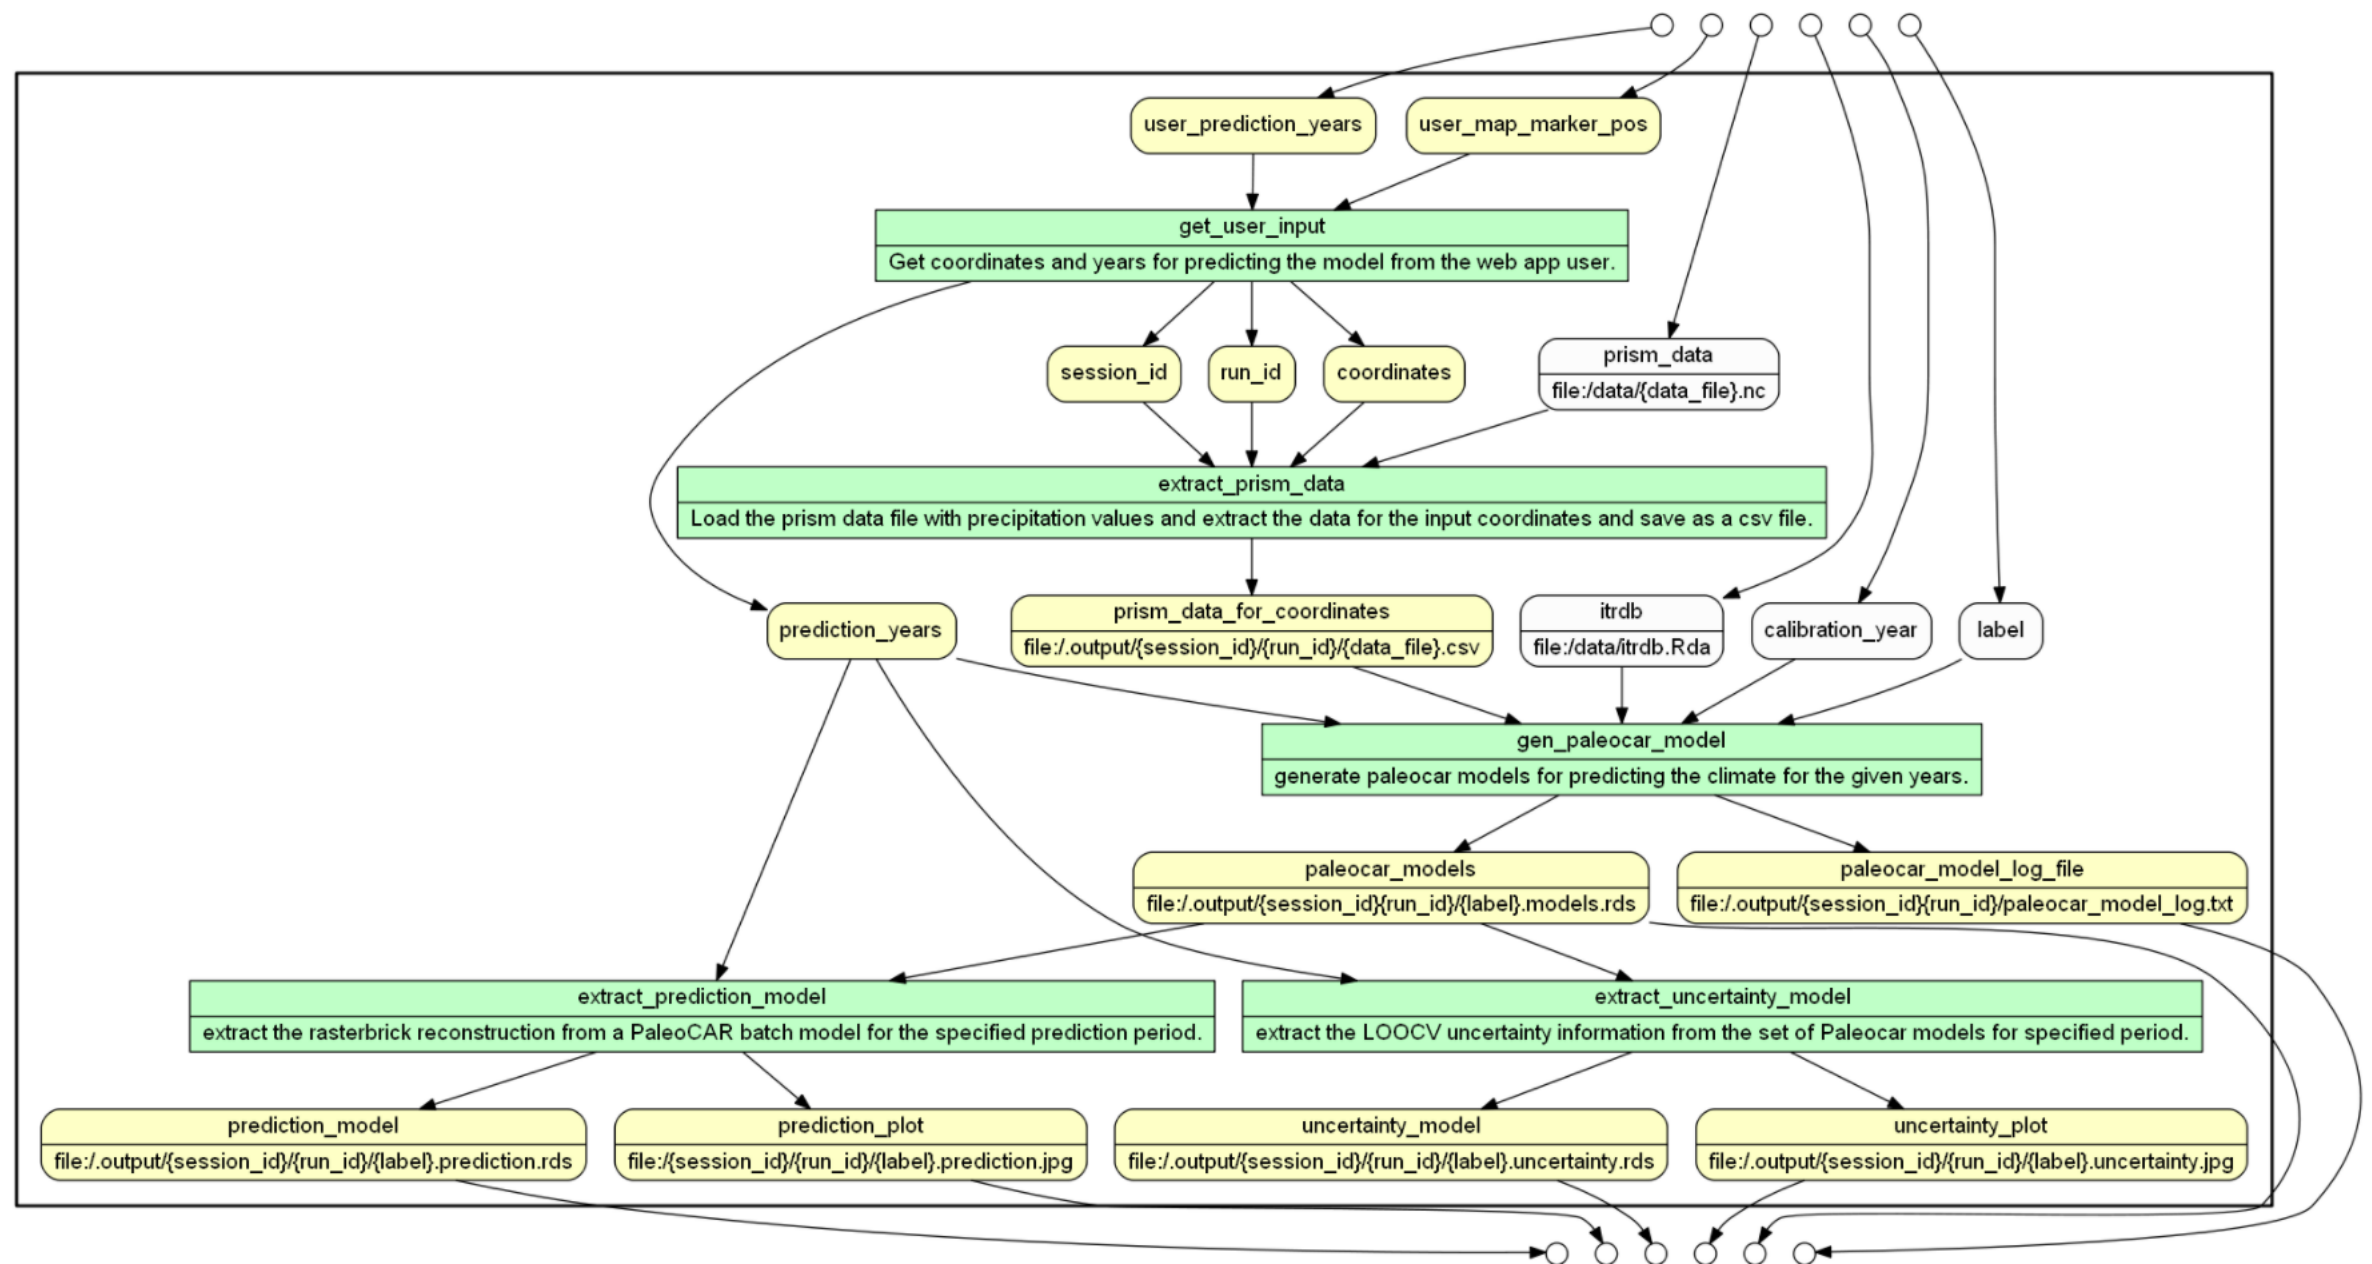 user_prediction_years
user_map_marker_pos
get_user_input
Get coordinates and years for predicting the model from the web app user.
session_id
run_id
coordinates
prism_data
file:/data/{data_file}.nc
extract_prism_data
Load the prism data file with precipitation values and extract the data for the input coordinates and save as a csv file.
prediction_years
prism_data_for_coordinates
file:/.output/{session_id}/{run_id}/{data_file}.csv
itrdb
file:/data/itrdb.Rda
calibration_year
label
gen_paleocar_model
generate paleocar models for predicting the climate for the given years.
paleocar_models
file:/.output/{session_id}{run_id}/{label}.models.rds
paleocar_model_log_file
file:/.output/{session_id}{run_id}/paleocar_model_log.txt
extract_prediction_model
extract the rasterbrick reconstruction from a PaleoCAR batch model for the specified prediction period.
extract_uncertainty_model
extract the LOOCV uncertainty information from the set of Paleocar models for specified period.
prediction_model
file:/.output/{session_id}/{run_id}/{label}.prediction.rds
prediction_plot
file:/{session_id}/{run_id}/{label}.prediction.jpg
uncertainty_model
file:/.output/{session_id}/{run_id}/{label}.uncertainty.rds
uncertainty_plot
file:/.output/{session_id}/{run_id}/{label}.uncertainty.jpg